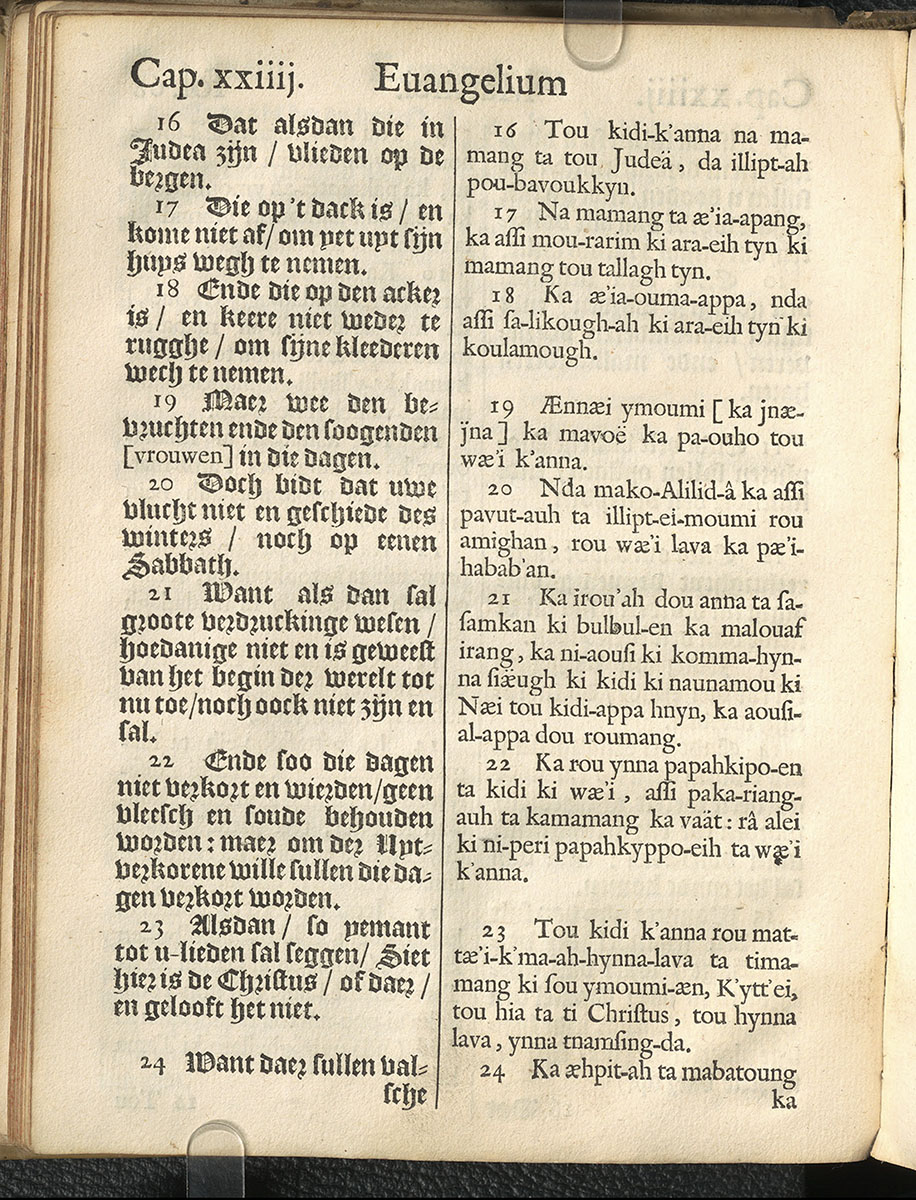 Cap. xxiiij. Euangelium
16 Dat alsdan die in
Judea zijn / vlieden op de
bergen.
17 Die op 't dack is / en
kome niet af / om yet uyt sijn
huys wegh te nemen.
18 Ende die op den acker
is / en keere niet weder te
rugghe / om sijne kleederen
wech te nemen.
19 Maer wee den be-
vruchten ende den soogenden
[vrouwen] in die dagen.
20 Doch bidt dat uwe
vlucht niet en geschiede des
winters / noch op eenen
Sabbath.
21 Want als dan sal
groote verdruckinge wesen /
hoedanige niet en is geweest
van het begin der werelt tot
nu toe / noch oock niet zijn en
sal.
22 Ende soo die dagen
niet verkort en wierden / geen
vleesch en soude behouden
worden : maer om der Uyt-
verkorene wille sullen die da-
gen verkort worden.
23 Alsdan / so yemant
tot u-lieden sal seggen / Siet
hier is de Christus / of daer /
en gelooft het niet.
24 Want daer sullen val-
sche
16 Tou kidi-k'anna na ma-
mang ta tou Judeä, da illipt-ah
pou-bavoukkyn.
17 Na mamang ta æ'ia-apang,
ka assi mou-rarim ki ara-eih tyn ki
mamang tou tallagh tyn.
18 Ka æ'ia-ouma-appa, nda
assi sa-likough-ah ki ara-eih tyn ki
koulamough.
19 Ænnæi ymoumi [ ka jnæ-
jna ] ka mavoë ka pa-ouho tou
wæ'i k'anna.
20 Nda mako-Alilid-â ka assi
pavut-auh ta illipt-ei-moumi rou
amighan, rou wæ'i lava ka pæ'i-
habab'an.
21 Ka irou'ah dou anna ta sa-
samkan ki bulbul-en ka malouaf
irang, ka ni-aousi ki komma-hyn-
na siæugh ki kidi ki naunamou ki
Næi tou kidi-appa hnyn, ka aousi-
al-appa dou roumang.
22 Ka rou ynna papahkipo-en
ta kidi ki wæ'i, assi paka-riang-
auh ta kamamang ka vaät : râ alei
ki ni-peri papahkyppo-eih ta wæ'i
k'anna.
23 Tou kidi k'anna rou mat-
tæ'i-k'ma-ah-hynna-lava ta tima-
mang ki sou ymoumi-æn, K'ytt'ei,
tou hia ta ti Christus, tou hynna
lava, ynna tnamsing-da.
24 Ka æhpit-ah ta mabatoung
ka